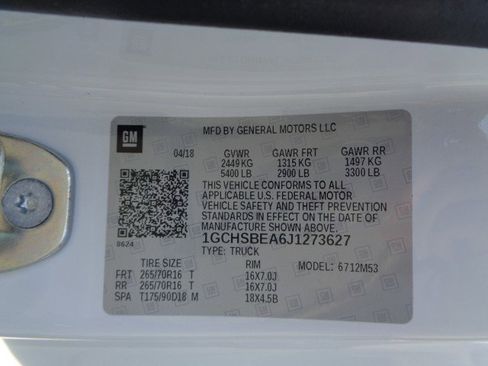 GM
MFD BY GENERAL MOTORS LLC
04/18 GVWR GAWR FRT GAWR RR
2449 KG 1315 KG 1497 KG
5400 LB 2900 LB 3300 LB
THIS VEHICLE CONFORMS TO ALL
APPLICABLE U.S. FEDERAL MOTOR
VEHICLE SAFETY AND THEFT PREVENTION
STANDARDS IN EFFECT ON THE DATE OF
MANUFACTURE SHOWN ABOVE.
1GCHSBEA6J1273627
8624
TYPE: TRUCK
TIRE SIZE RIM MODEL: 6712M53
FRT 265/70R16 T 16X7.0J
RR 265/70R16 T 16X7.0J
SPA T175/90D18 M 18X4.5B